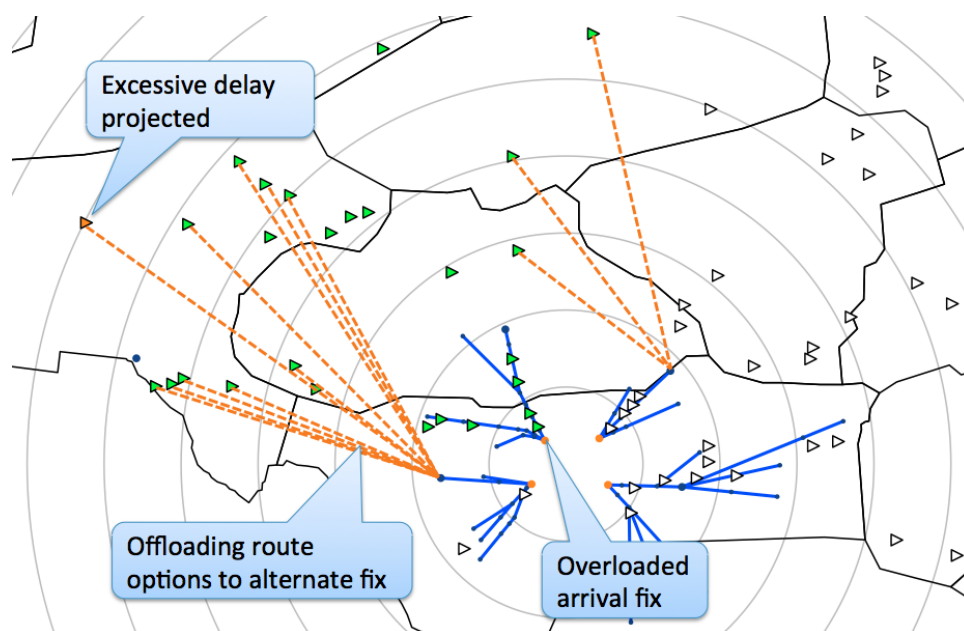 Excessive delay
projected
Offloading route
options to alternate fix
Overloaded
arrival fix